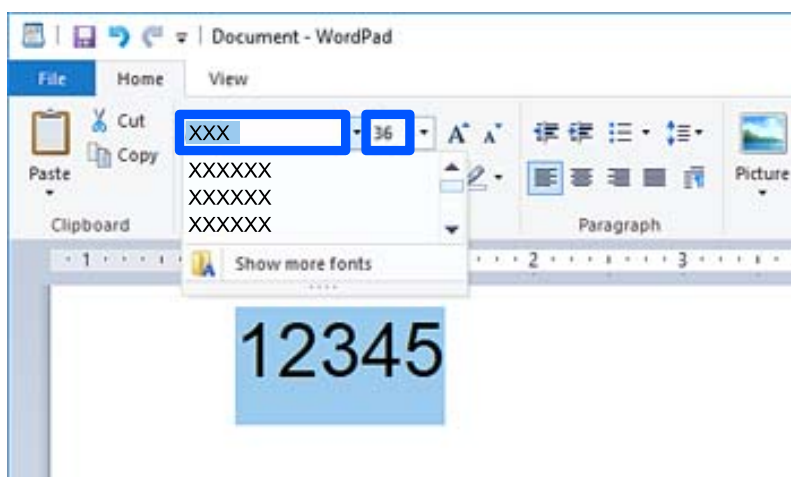 Document - WordPad
File Home View
Cut
Copy
Paste
Clipboard
XXX
36
A A
XXXXXX
XXXXXX
XXXXXX
Show more fonts
Paragraph
Picture
1 2 3
12345